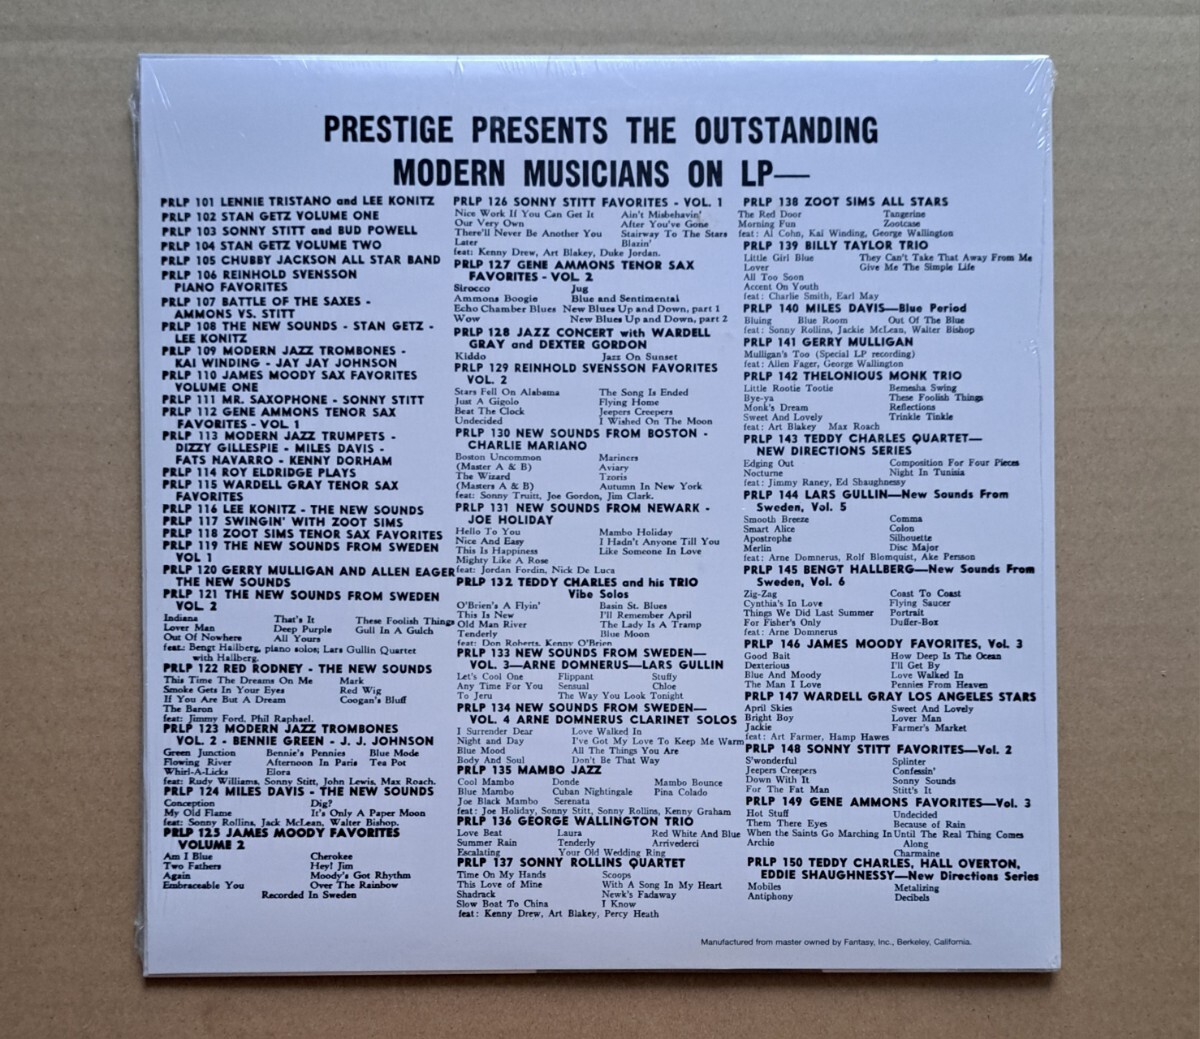 PRESTIGE PRESENTS THE OUTSTANDING
MODERN MUSICIANS ON LP—
PRLP 101 LENNIE TRISTANO and LEE KONITZ
PRLP 102 STAN GETZ VOLUME ONE
PRLP 103 SONNY STITT and BUD POWELL
PRLP 104 STAN GETZ VOLUME TWO
PRLP 105 CHUBBY JACKSON ALL STAR BAND
PRLP 106 REINHOLD SVENSSON
PIANO FAVORITES
PRLP 107 BATTLE OF THE SAXES -
AMMONS VS. STITT
PRLP 108 THE NEW SOUNDS - STAN GETZ -
LEE KONITZ
PRLP 109 MODERN JAZZ TROMBONES -
KAI WINDING - JAY JAY JOHNSON
PRLP 110 JAMES MOODY SAX FAVORITES
VOLUME ONE
PRLP 111 MR. SAXOPHONE - SONNY STITT
PRLP 112 GENE AMMONS TENOR SAX
FAVORITES - VOL 1
PRLP 113 MODERN JAZZ TRUMPETS -
DIZZY GILLESPIE - MILES DAVIS -
FATS NAVARRO - KENNY DORHAM
PRLP 114 ROY ELDRIDGE PLAYS
PRLP 115 WARDELL GRAY TENOR SAX
FAVORITES
PRLP 116 LEE KONITZ - THE NEW SOUNDS
PRLP 117 SWINGIN' WITH ZOOT SIMS
PRLP 118 ZOOT SIMS TENOR SAX FAVORITES
PRLP 119 THE NEW SOUNDS FROM SWEDEN
VOL 1
PRLP 120 GERRY MULLIGAN AND ALLEN EAGER
THE NEW SOUNDS
PRLP 121 THE NEW SOUNDS FROM SWEDEN
VOL. 2
Indiana That's It These Foolish Things
Lover Man Deep Purple Gull In A Gulch
Out Of Nowhere All Yours
feat.: Bengt Hallberg, piano solos; Lars Gullin Quartet
with Hallberg.
PRLP 122 RED RODNEY - THE NEW SOUNDS
This Time The Dreams On Me Mark
Smoke Gets In Your Eyes Red Wig
If You Are But A Dream Coogan's Bluff
The Baron
feat: Jimmy Ford, Phil Raphael.
PRLP 123 MODERN JAZZ TROMBONES
VOL. 2 - BENNIE GREEN - J. J. JOHNSON
Green Junction Bennie's Pennies Blue Mode
Flowing River Afternoon In Paris Tea Pot
Whirl-A-Licks Elora
feat: Rudy Williams, Sonny Stitt, John Lewis, Max Roach.
PRLP 124 MILES DAVIS - THE NEW SOUNDS
Conception Dig?
My Old Flame It's Only A Paper Moon
feat: Sonny Rollins, Jack McLean, Walter Bishop.
PRLP 125 JAMES MOODY FAVORITES
VOLUME 2
Am I Blue Cherokee
Two Fathers Hey! Jim
Again Moody's Got Rhythm
Embraceable You Over The Rainbow
Recorded In Sweden
PRLP 126 SONNY STITT FAVORITES - VOL. 1
Nice Work If You Can Get It Ain't Misbehavin'
Our Very Own After You've Gone
There'll Never Be Another You Stairway To The Stars
Later Blazin'
feat: Kenny Drew, Art Blakey, Duke Jordan.
PRLP 127 GENE AMMONS TENOR SAX
FAVORITES - VOL. 2
Sirocco Jug
Ammons Boogie Blue and Sentimental
Echo Chamber Blues New Blues Up and Down, part 1
Wow New Blues Up and Down, part 2
PRLP 128 JAZZ CONCERT with WARDELL
GRAY and DEXTER GORDON
Kiddo Jazz On Sunset
PRLP 129 REINHOLD SVENSSON FAVORITES
VOL. 2
Stars Fell On Alabama The Song Is Ended
Just A Gigolo Flying Home
Beat The Clock Jeepers Creepers
Undecided I Wished On The Moon
PRLP 130 NEW SOUNDS FROM BOSTON -
CHARLIE MARIANO
Boston Uncommon Mariners
(Master A & B) Aviary
The Wizard Tzoris
(Masters A & B) Autumn In New York
feat: Sonny Truitt, Joe Gordon, Jim Clark.
PRLP 131 NEW SOUNDS FROM NEWARK -
JOE HOLIDAY
Hello To You Mambo Holiday
Nice And Easy I Hadn't Anyone Till You
This Is Happiness Like Someone In Love
Mighty Like A Rose
feat: Jordan Fordin, Nick De Luca
PRLP 132 TEDDY CHARLES and his TRIO
Vibe Solos
O'Brien's A Flyin' Basin St. Blues
This Is New I'll Remember April
Old Man River The Lady Is A Tramp
Tenderly Blue Moon
feat: Don Roberts, Kenny O'Brien
PRLP 133 NEW SOUNDS FROM SWEDEN—
VOL. 3—ARNE DOMNERUS—LARS GULLIN
Let's Cool One Flippant Stuffy
Any Time For You Sensual Chloe
To Jeru The Way You Look Tonight
PRLP 134 NEW SOUNDS FROM SWEDEN—
VOL. 4 ARNE DOMNERUS CLARINET SOLOS
I Surrender Dear Love Walked In
Night and Day I've Got My Love To Keep Me Warm
Blue Mood All The Things You Are
Body And Soul Don't Be That Way
PRLP 135 MAMBO JAZZ
Cool Mambo Donde Mambo Bounce
Blue Mambo Cuban Nightingale Pina Colado
Joe Black Mambo Serenata
feat: Joe Holiday, Sonny Stitt, Sonny Rollins, Kenny Graham
PRLP 136 GEORGE WALLINGTON TRIO
Love Beat Laura Red White And Blue
Summer Rain Tenderly Arrivederci
Escalating Your Old Wedding Ring
PRLP 137 SONNY ROLLINS QUARTET
Time On My Hands Scoops
This Love of Mine With A Song In My Heart
Shadrack Newk's Fadaway
Slow Boat To China I Know
feat: Kenny Drew, Art Blakey, Percy Heath
PRLP 138 ZOOT SIMS ALL STARS
The Red Door Tangerine
Morning Fun Zootcase
feat: Al Cohn, Kai Winding, George Wallington
PRLP 139 BILLY TAYLOR TRIO
Little Girl Blue They Can't Take That Away From Me
Lover Give Me The Simple Life
All Too Soon
Accent On Youth
feat: Charlie Smith, Earl May
PRLP 140 MILES DAVIS—Blue Period
Bluing Blue Room Out Of The Blue
feat: Sonny Rollins, Jackie McLean, Walter Bishop
PRLP 141 GERRY MULLIGAN
Mulligan's Too (Special LP recording)
feat: Allen Fager, George Wallington
PRLP 142 THELONIOUS MONK TRIO
Little Rootie Tootie Bemesha Swing
Bye-ya These Foolish Things
Monk's Dream Reflections
Sweet And Lovely Trinkle Tinkle
feat: Art Blakey Max Roach
PRLP 143 TEDDY CHARLES QUARTET—
NEW DIRECTIONS SERIES
Edging Out Composition For Four Pieces
Nocturne Night In Tunisia
feat: Jimmy Raney, Ed Shaughnessy
PRLP 144 LARS GULLIN—New Sounds From
Sweden, Vol. 5
Smooth Breeze Comma
Smart Alice Colon
Apostrophe Silhouette
Merlin Disc Major
feat: Arne Domnerus, Rolf Blomquist, Ake Persson
PRLP 145 BENGT HALLBERG—New Sounds From
Sweden, Vol. 6
Zig-Zag Coast To Coast
Cynthia's In Love Flying Saucer
Things We Did Last Summer Portrait
For Fisher's Only Duffer-Box
feat: Arne Domnerus
PRLP 146 JAMES MOODY FAVORITES, Vol. 3
Good Bait How Deep Is The Ocean
Dexterious I'll Get By
Blue And Moody Love Walked In
The Man I Love Pennies From Heaven
PRLP 147 WARDELL GRAY LOS ANGELES STARS
April Skies Sweet And Lovely
Bright Boy Lover Man
Jackie Farmer's Market
feat: Art Farmer, Hamp Hawes
PRLP 148 SONNY STITT FAVORITES—Vol. 2
S'wonderful Splinter
Jeepers Creepers Confessin'
Down With It Sonny Sounds
For The Fat Man Stitt's It
PRLP 149 GENE AMMONS FAVORITES—Vol. 3
Hot Stuff Undecided
Them There Eyes Because of Rain
When the Saints Go Marching In Until The Real Thing Comes
Archie Along
Charmaine
PRLP 150 TEDDY CHARLES, HALL OVERTON,
EDDIE SHAUGHNESSY—New Directions Series
Mobiles Metalizing
Antiphony Decibels
Manufactured from master owned by Fantasy, Inc., Berkeley, California.